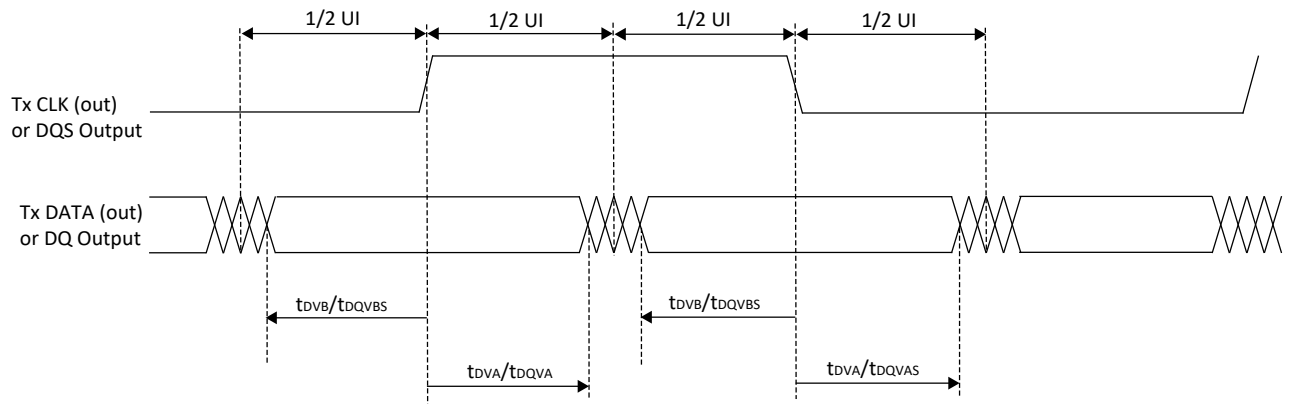 1/2 UI
1/2 UI
1/2 UI
1/2 UI
Tx CLK (out)
or DQS Output
Tx DATA (out)
or DQ Output
tDVB/tDQVBS
tDVB/tDQVBS
tDVA/tDQVA
tDVA/tDQVAS